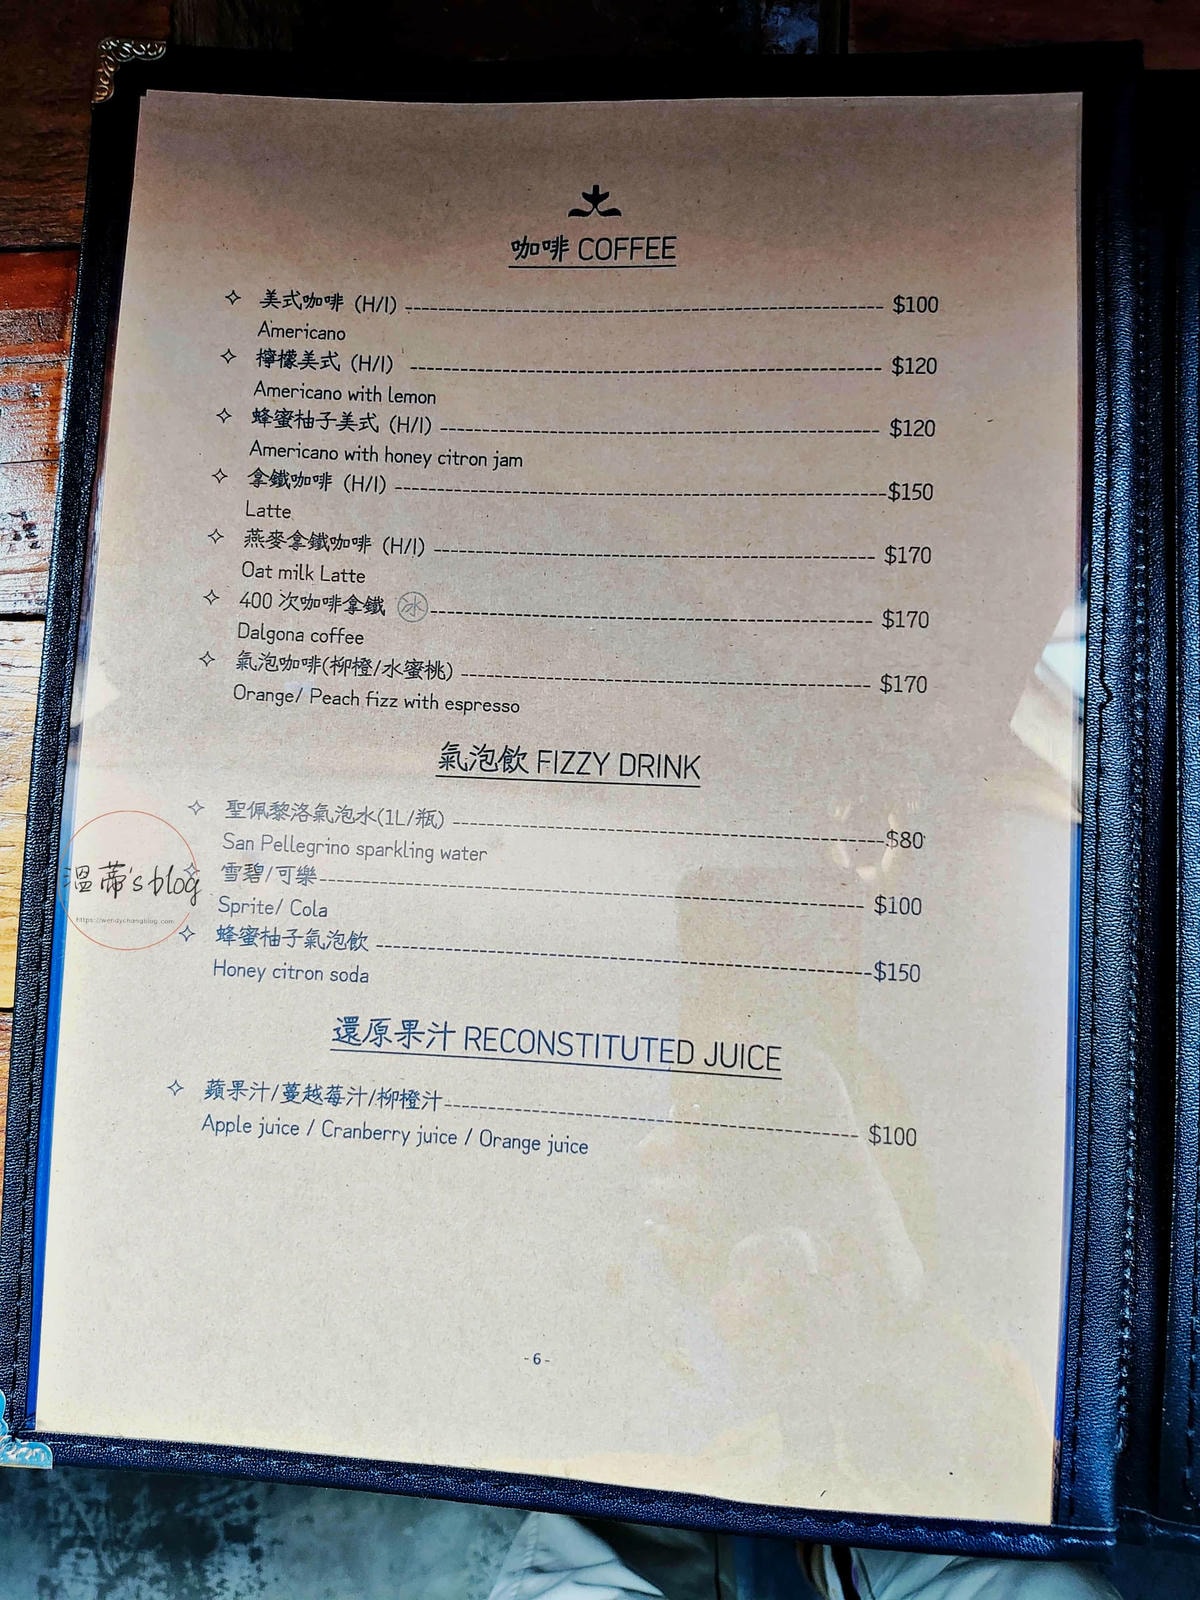 咖啡 COFFEE
美式咖啡 (H/I) $100
Americano
檸檬美式 (H/I) $120
Americano with lemon
蜂蜜柚子美式 (H/I) $120
Americano with honey citron jam
拿鐵咖啡 (H/I) $150
Latte
燕麥拿鐵咖啡 (H/I) $170
Oat milk Latte
400 次咖啡拿鐵 冰 $170
Dalgona coffee
氣泡咖啡(柳橙/水蜜桃) $170
Orange/ Peach fizz with espresso
氣泡飲 FIZZY DRINK
聖佩黎洛氣泡水(1L/瓶) $80
San Pellegrino sparkling water
雪碧/可樂 $100
Sprite/ Cola
蜂蜜柚子氣泡飲 $150
Honey citron soda
溫蒂's blog
https://wendychangblog.com
還原果汁 RECONSTITUTED JUICE
蘋果汁/蔓越莓汁/柳橙汁 $100
Apple juice / Cranberry juice / Orange juice
- 6 -